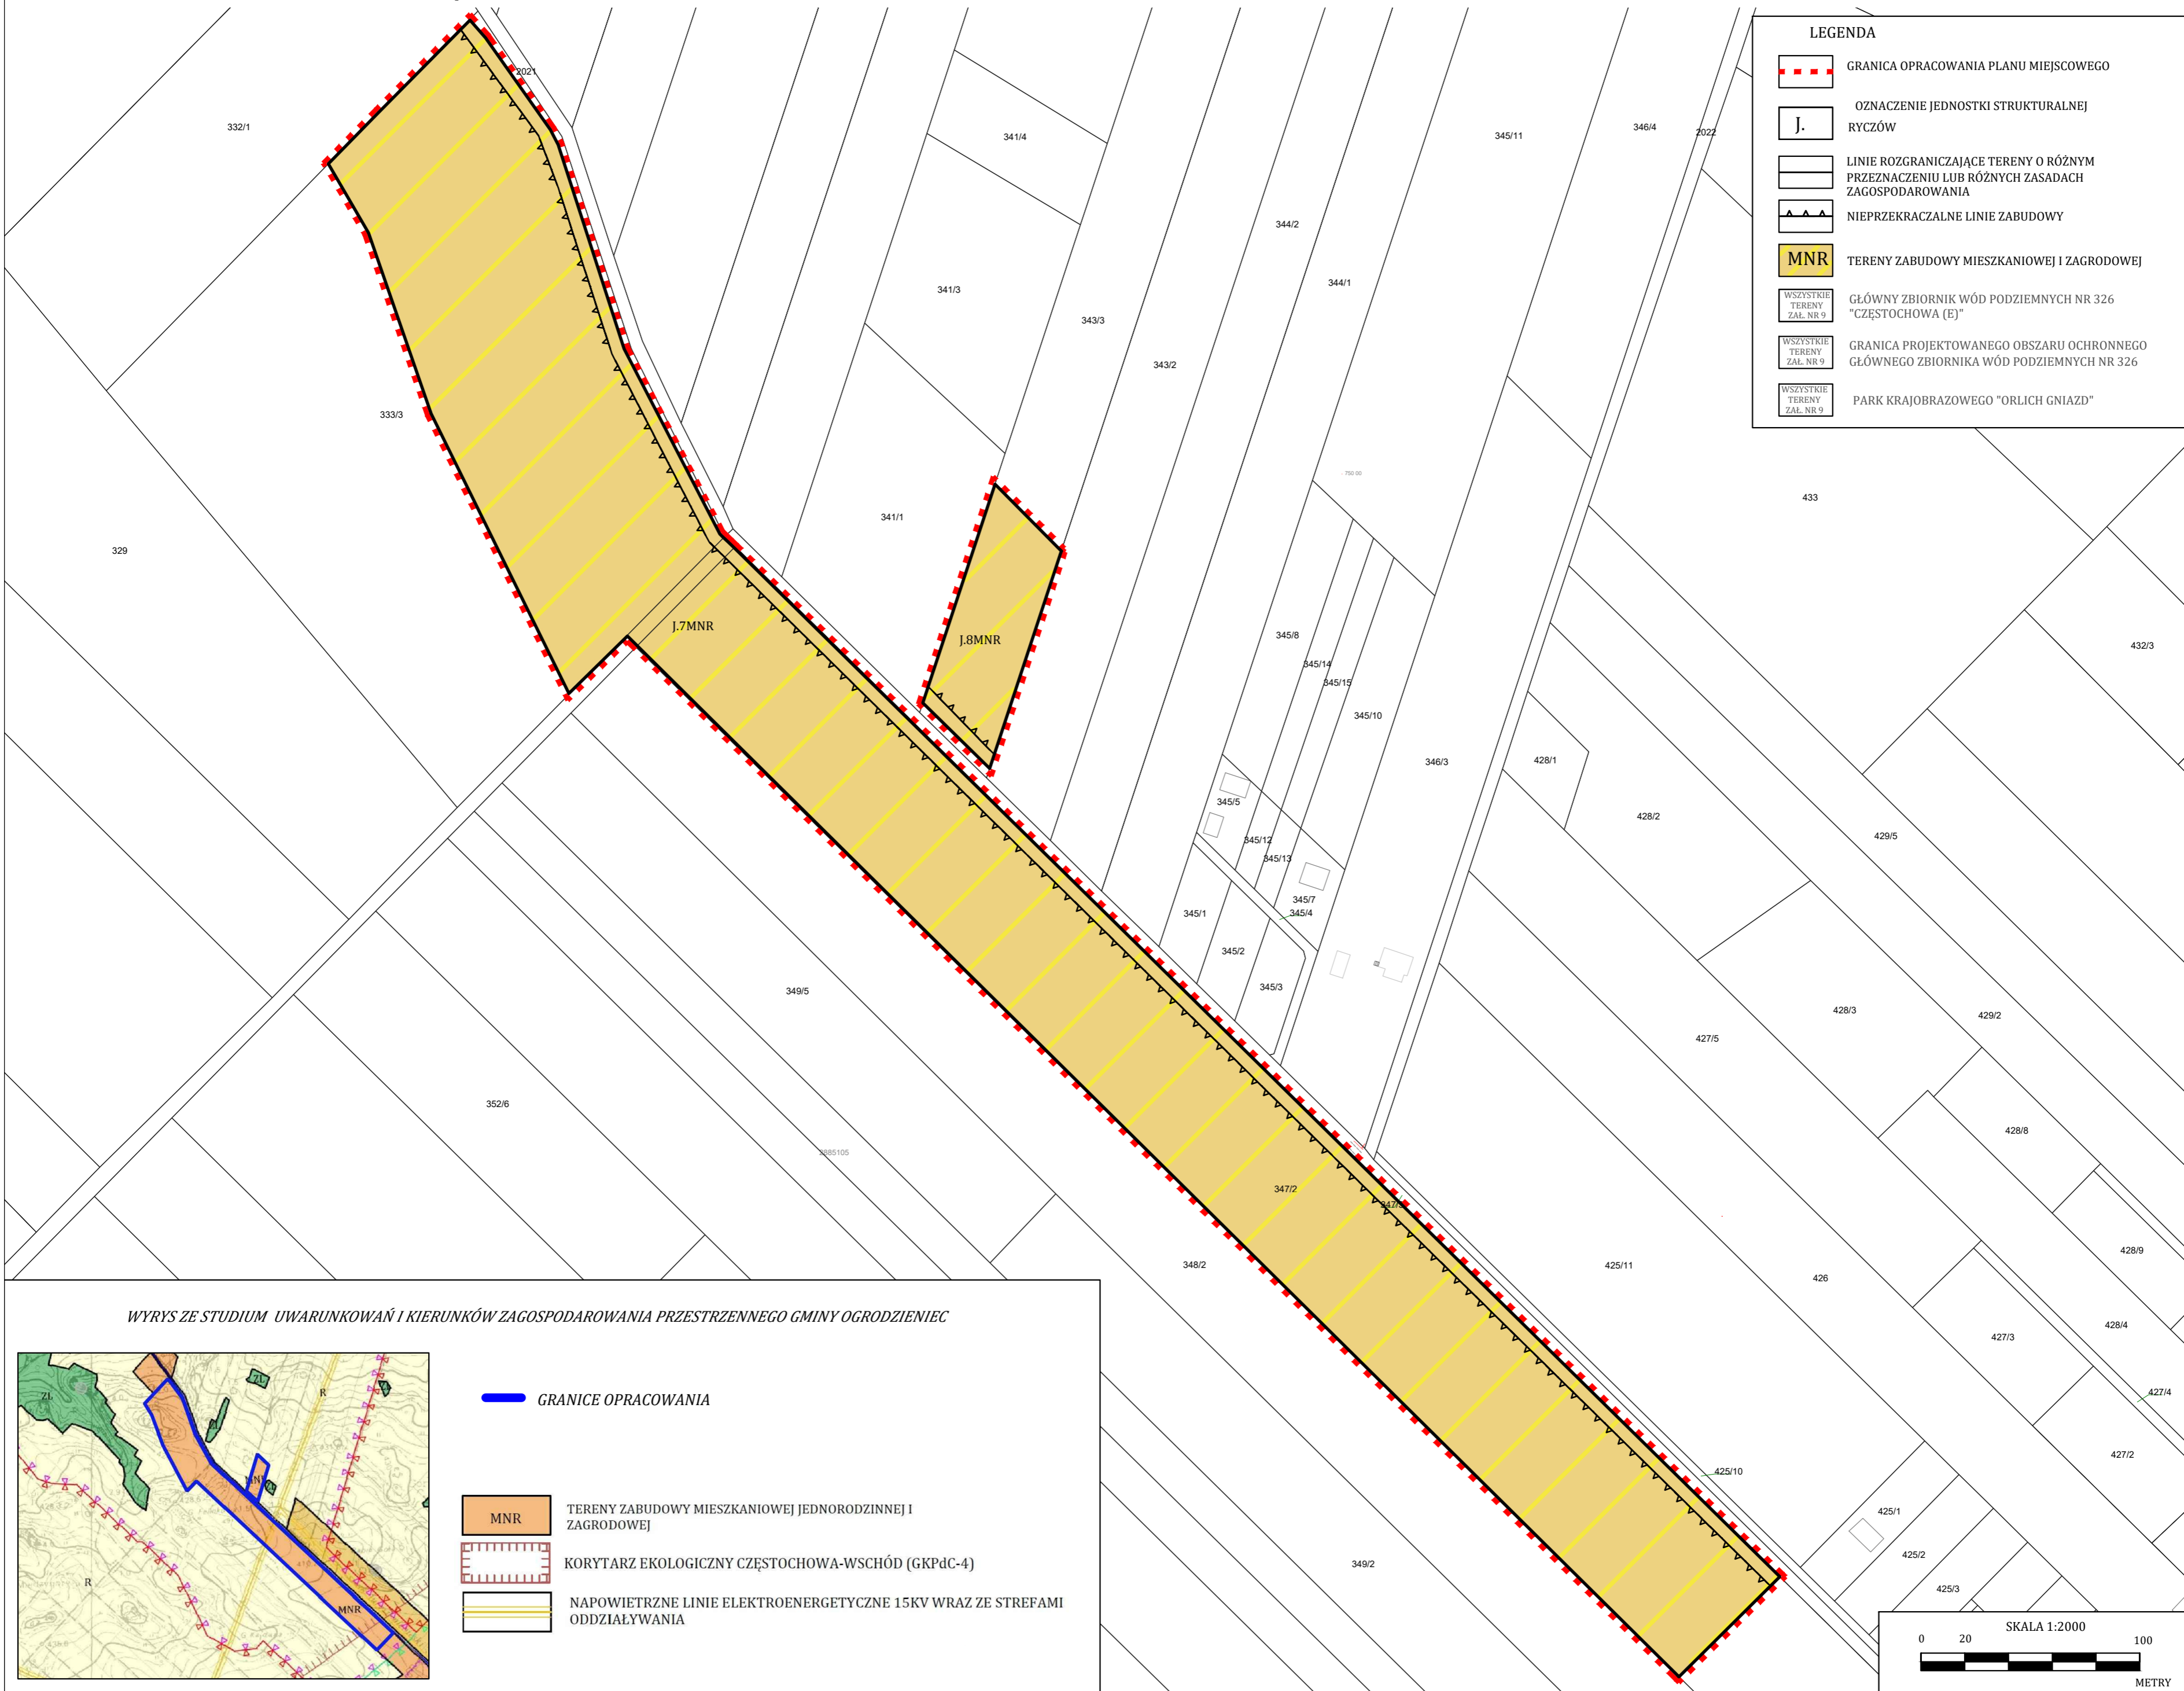 LEGENDA
GRANICA OPRACOWANIA PLANU MIEJSCOWEGO
OZNACZENIE JEDNOSTKI STRUKTURALNEJ
J.
RYCZÓW
LINIE ROZGRANICZAJĄCE TERENY O RÓŻNYM
PRZEZNACZENIU LUB RÓŻNYCH ZASADACH
ZAGOSPODAROWANIA
NIEPRZEKRACZALNE LINIE ZABUDOWY
MNR
TERENY ZABUDOWY MIESZKANIOWEJ I ZAGRODOWEJ
WSZYSTKIE
TERENY
ZAŁ. NR 9
GŁÓWNY ZBIORNIK WÓD PODZIEMNYCH NR 326
"CZĘSTOCHOWA (E)"
WSZYSTKIE
TERENY
ZAŁ. NR 9
GRANICA PROJEKTOWANEGO OBSZARU OCHRONNEGO
GŁÓWNEGO ZBIORNIKA WÓD PODZIEMNYCH NR 326
WSZYSTKIE
TERENY
ZAŁ. NR 9
PARK KRAJOBRAZOWEGO "ORLICH GNIAZD"
2021
332/1
341/4
345/11
346/4
2022
344/2
344/1
341/3
343/3
343/2
333/3
750 00
433
341/1
329
J.7MNR
J.8MNR
345/8
432/3
345/14
345/15
345/10
346/3
428/1
345/5
428/2
429/5
345/12
345/13
345/7
345/4
345/1
345/2
345/3
349/5
428/3
429/2
427/5
352/6
428/8
2885105
347/2
428/9
348/2
425/11
426
428/4
427/3
427/4
427/2
425/10
425/1
425/2
349/2
425/3
WYRYS ZE STUDIUM UWARUNKOWAŃ I KIERUNKÓW ZAGOSPODAROWANIA PRZESTRZENNEGO GMINY OGRODZIENIEC
GRANICE OPRACOWANIA
MNR
TERENY ZABUDOWY MIESZKANIOWEJ JEDNORODZINNEJ I
ZAGRODOWEJ
KORYTARZ EKOLOGICZNY CZĘSTOCHOWA-WSCHÓD (GKPdC-4)
NAPOWIETRZNE LINIE ELEKTROENERGETYCZNE 15KV WRAZ ZE STREFAMI
ODDZIAŁYWANIA
ZL
ZL
R
R
MNR
SKALA 1:2000
0 20 100
METRY